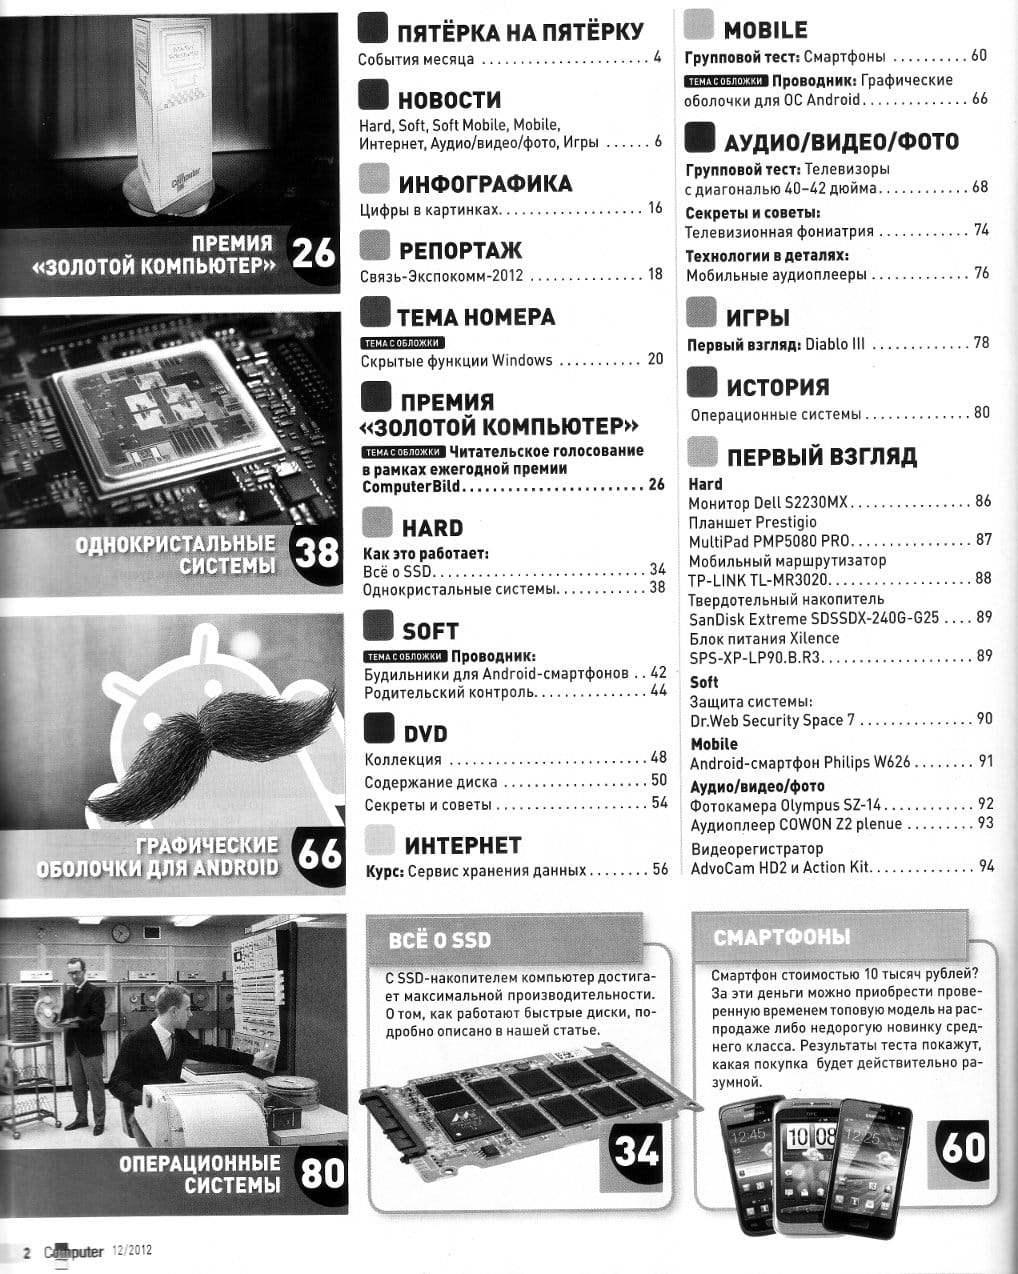 ПРЕМИЯ
«ЗОЛОТОЙ КОМПЬЮТЕР» 26
ОДНОКРИСТАЛЬНЫЕ
СИСТЕМЫ 38
ГРАФИЧЕСКИЕ
ОБОЛОЧКИ ДЛЯ ANDROID 66
ОПЕРАЦИОННЫЕ
СИСТЕМЫ 80
ПЯТЁРКА НА ПЯТЁРКУ
События месяца ..................... 4
НОВОСТИ
Hard, Soft, Soft Mobile, Mobile,
Интернет, Аудио/видео/фото, Игры ...... 6
ИНФОГРАФИКА
Цифры в картинках.................. 16
РЕПОРТАЖ
Связь-Экспокомм-2012 ............... 18
ТЕМА НОМЕРА
ТЕМА С ОБЛОЖКИ
Скрытые функции Windows .......... 20
ПРЕМИЯ
«ЗОЛОТОЙ КОМПЬЮТЕР»
ТЕМА С ОБЛОЖКИ Читательское голосование
в рамках ежегодной премии
ComputerBild....................... 26
HARD
Как это работает:
Всё о SSD........................... 34
Однокристальные системы........... 38
SOFT
ТЕМА С ОБЛОЖКИ Проводник:
Будильники для Android-смартфонов .. 42
Родительский контроль.............. 44
DVD
Коллекция ......................... 48
Содержание диска .................. 50
Секреты и советы ................... 54
ИНТЕРНЕТ
Курс: Сервис хранения данных........ 56
MOBILE
Групповой тест: Смартфоны .......... 60
ТЕМА С ОБЛОЖКИ Проводник: Графические
оболочки для ОС Android............. 66
АУДИО/ВИДЕО/ФОТО
Групповой тест: Телевизоры
с диагональю 40–42 дюйма............ 68
Секреты и советы:
Телевизионная фониатрия ............ 74
Технологии в деталях:
Мобильные аудиоплееры ............. 76
ИГРЫ
Первый взгляд: Diablo III ............. 78
ИСТОРИЯ
Операционные системы.............. 80
ПЕРВЫЙ ВЗГЛЯД
Hard
Монитор Dell S2230MX............... 86
Планшет Prestigio
MultiPad PMP5080 PRO............... 87
Мобильный маршрутизатор
TP-LINK TL-MR3020.................. 88
Твердотельный накопитель
SanDisk Extreme SDSSDX-240G-G25 .... 89
Блок питания Xilence
SPS-XP-LP90.B.R3................... 89
Soft
Защита системы:
Dr.Web Security Space 7 .............. 90
Mobile
Android-смартфон Philips W626 ........ 91
Аудио/видео/фото
Фотокамера Olympus SZ-14............ 92
Аудиоплеер COWON Z2 plenue ......... 93
Видеорегистратор
AdvoCam HD2 и Action Kit............. 94
ВСЁ О SSD
С SSD-накопителем компьютер достига-
ет максимальной производительности.
О том, как работают быстрые диски, по-
дробно описано в нашей статье.
34
СМАРТФОНЫ
Смартфон стоимостью 10 тысяч рублей?
За эти деньги можно приобрести прове-
ренную временем топовую модель на рас-
продаже либо недорогую новинку сред-
него класса. Результаты теста покажут,
какая покупка будет действительно ра-
зумной.
60
2 Computer 12/2012